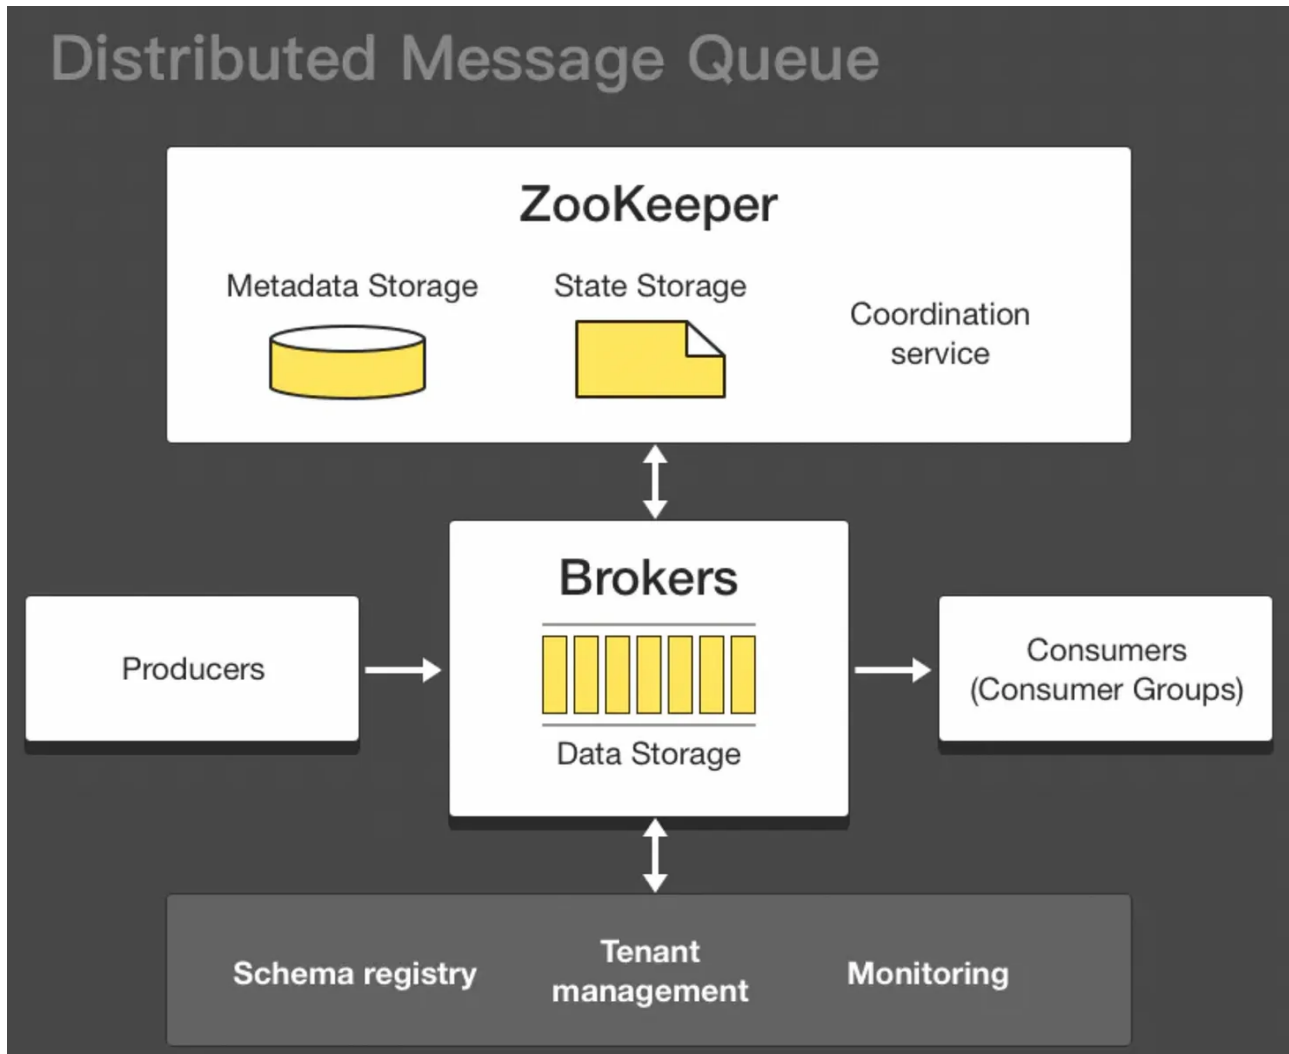 Distributed Message Queue
ZooKeeper
Metadata Storage
State Storage
Coordination
service
Brokers
Data Storage
Producers
Consumers
(Consumer Groups)
Schema registry
Tenant
management
Monitoring